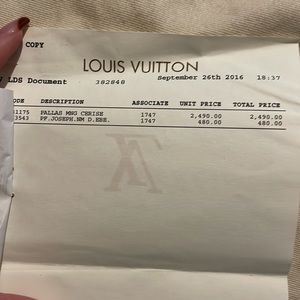 COPY
LOUIS VUITTON
LDS Document 382848 September 26th 2016 18:37
ODE DESCRIPTION ASSOCIATE UNIT PRICE TOTAL PRICE
1175 PALLAS MNG CERISE 1747 2,490.00 2,490.00
3543 PF.JOSEPH.NM D.EBE. 1747 480.00 480.00